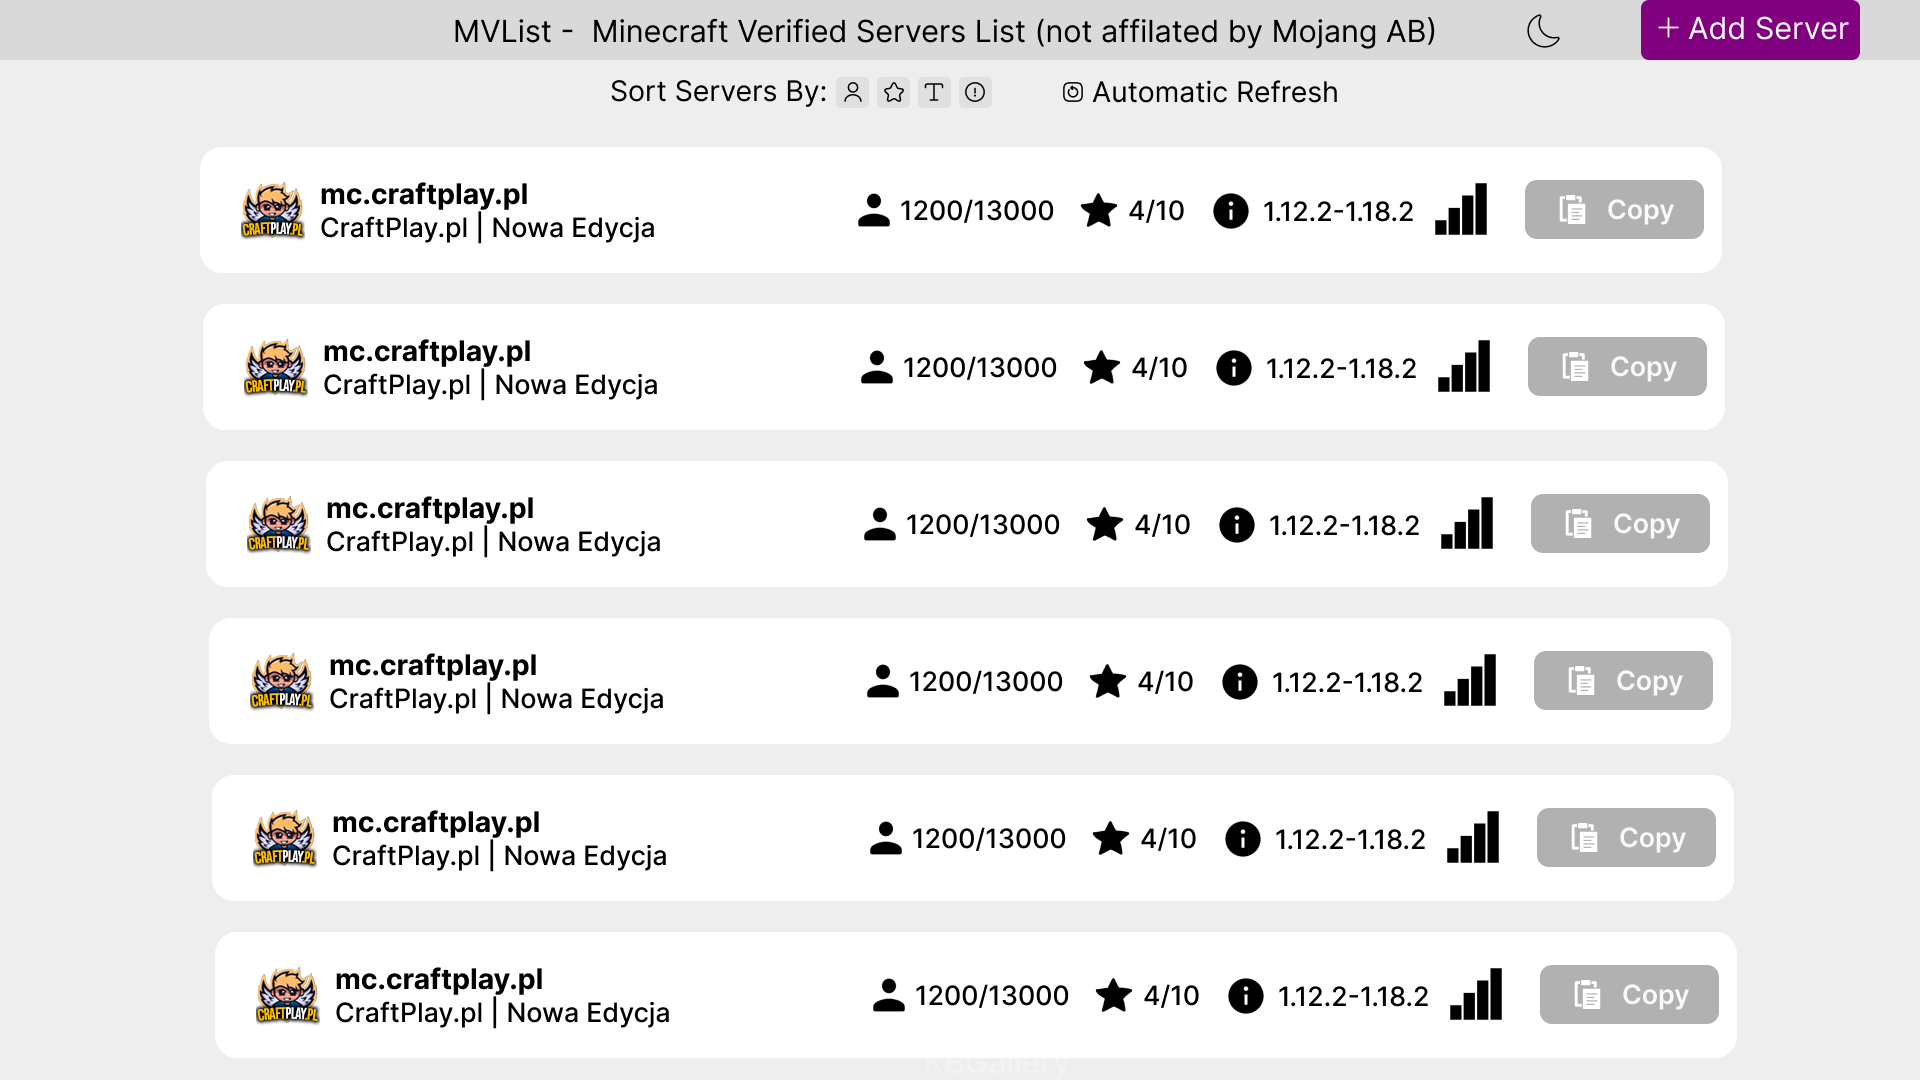 MVList - Minecraft Verified Servers List (not affilated by Mojang AB)
+ Add Server
Sort Servers By:
Automatic Refresh
mc.craftplay.pl
CraftPlay.pl | Nowa Edycja
CRAFTPLAY.PL
1200/13000 4/10 1.12.2-1.18.2 Copy
mc.craftplay.pl
CraftPlay.pl | Nowa Edycja
CRAFTPLAY.PL
1200/13000 4/10 1.12.2-1.18.2 Copy
mc.craftplay.pl
CraftPlay.pl | Nowa Edycja
CRAFTPLAY.PL
1200/13000 4/10 1.12.2-1.18.2 Copy
mc.craftplay.pl
CraftPlay.pl | Nowa Edycja
CRAFTPLAY.PL
1200/13000 4/10 1.12.2-1.18.2 Copy
mc.craftplay.pl
CraftPlay.pl | Nowa Edycja
CRAFTPLAY.PL
1200/13000 4/10 1.12.2-1.18.2 Copy
mc.craftplay.pl
CraftPlay.pl | Nowa Edycja
CRAFTPLAY.PL
1200/13000 4/10 1.12.2-1.18.2 Copy
KBGallery